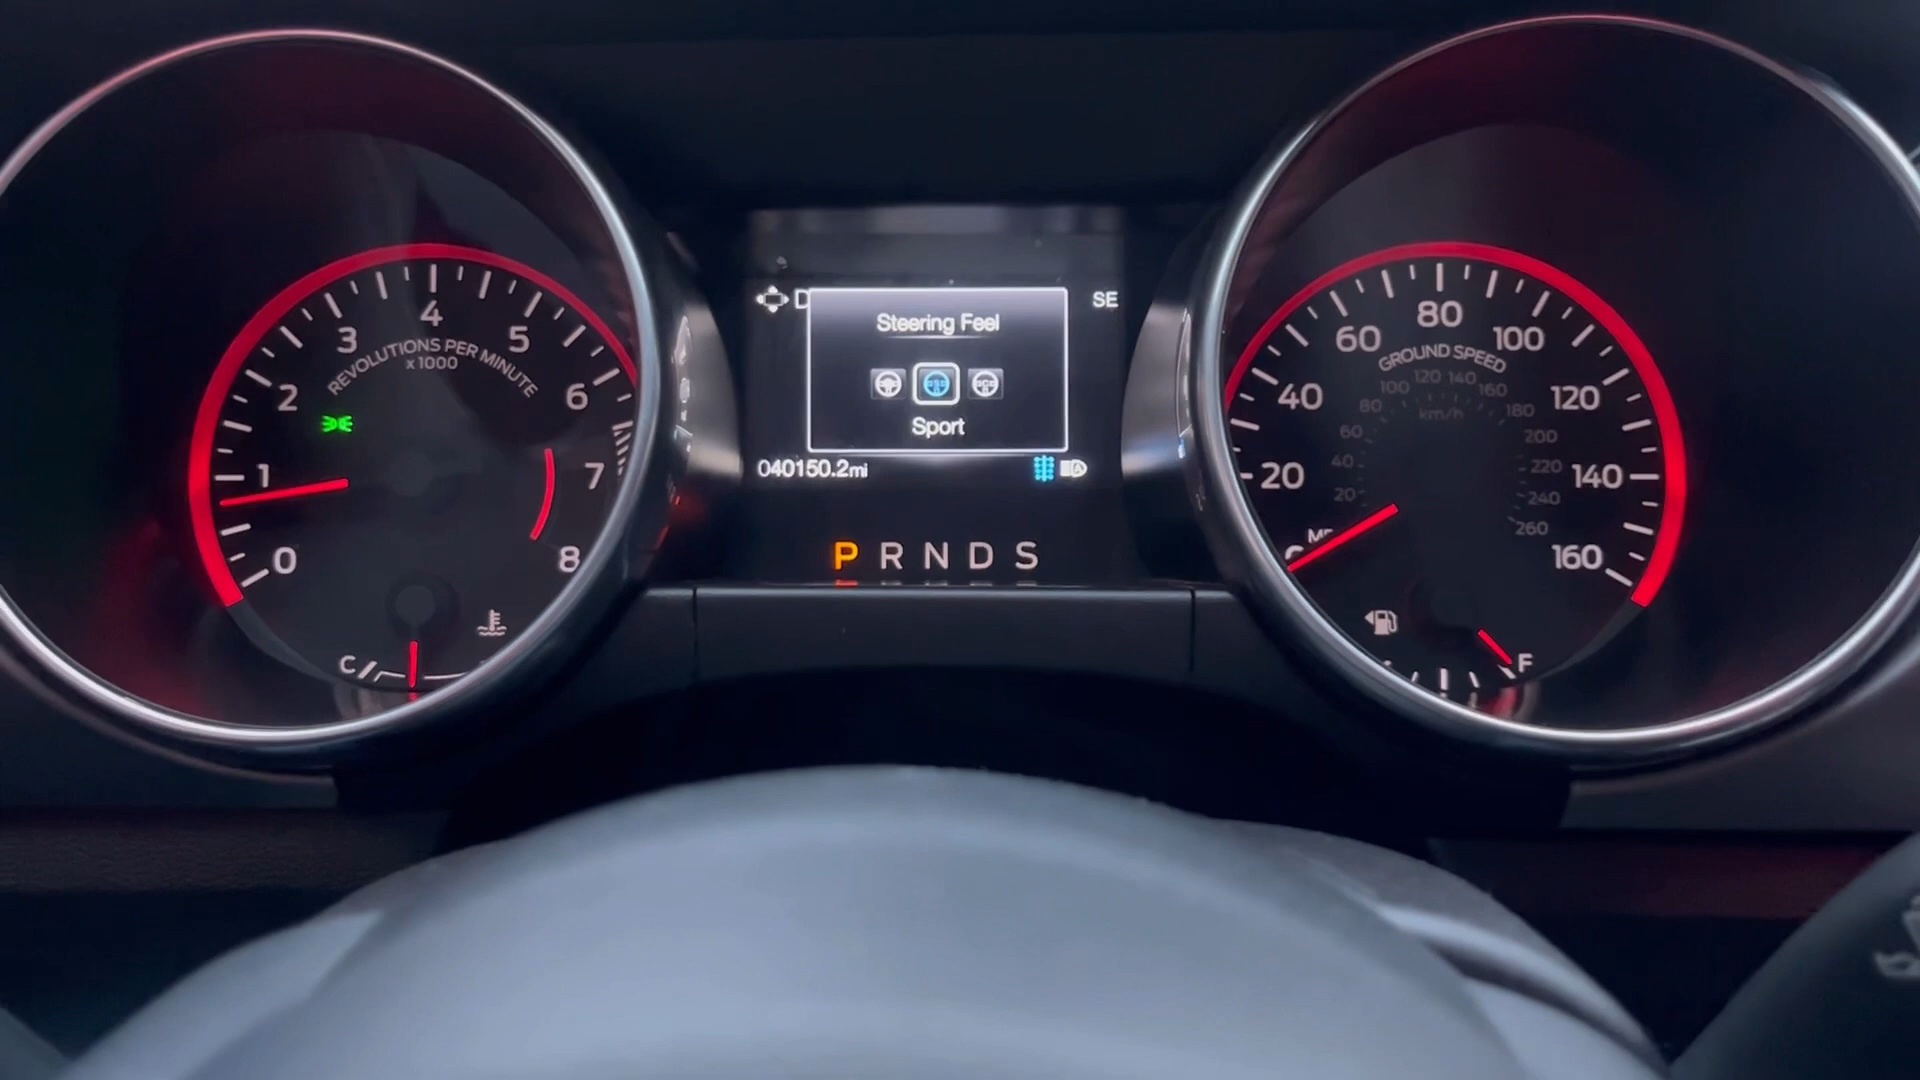 0
1
2
3
4
5
6
7
8
REVOLUTIONS PER MINUTE
x1000
C
D
SE
Steering Feel
Sport
040150.2mi
P R N D S
20
40
60
80
100
120
140
160
GROUND SPEED
km/h
20
40
60
80
100
120
140
160
180
200
220
240
260
F